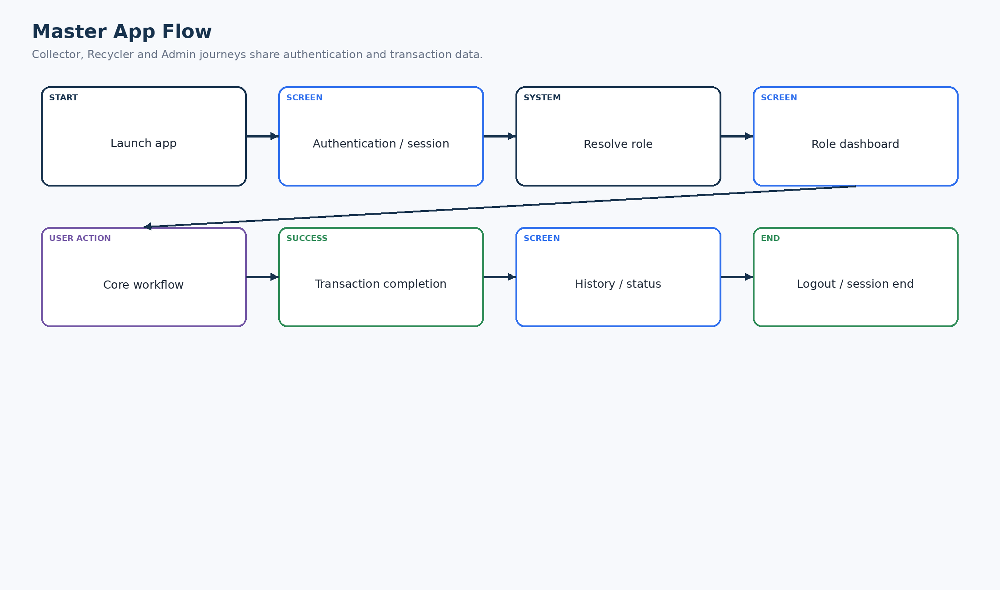 Master App Flow
Collector, Recycler and Admin journeys share authentication and transaction data.
START
Launch app
SCREEN
Authentication / session
SYSTEM
Resolve role
SCREEN
Role dashboard
USER ACTION
Core workflow
SUCCESS
Transaction completion
SCREEN
History / status
END
Logout / session end